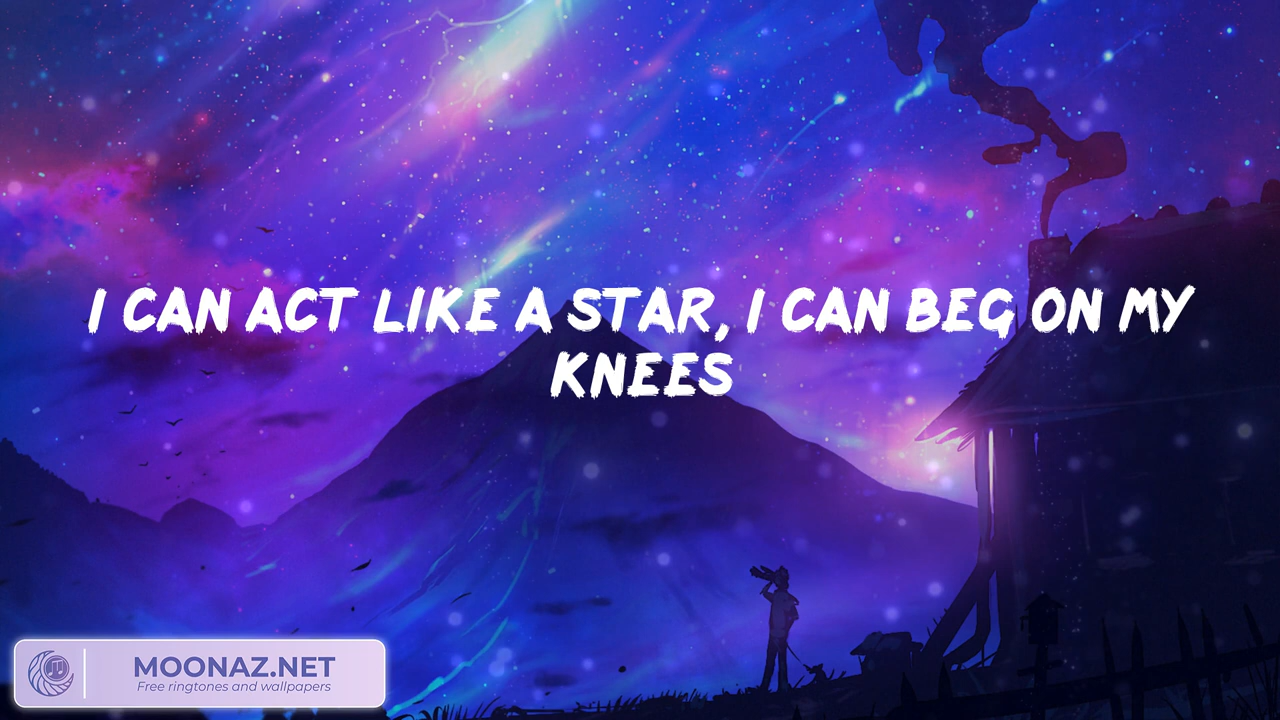 I CAN ACT LIKE A STAR, I CAN BEG ON MY
KNEES
MOONAZ.NET
Free ringtones and wallpapers